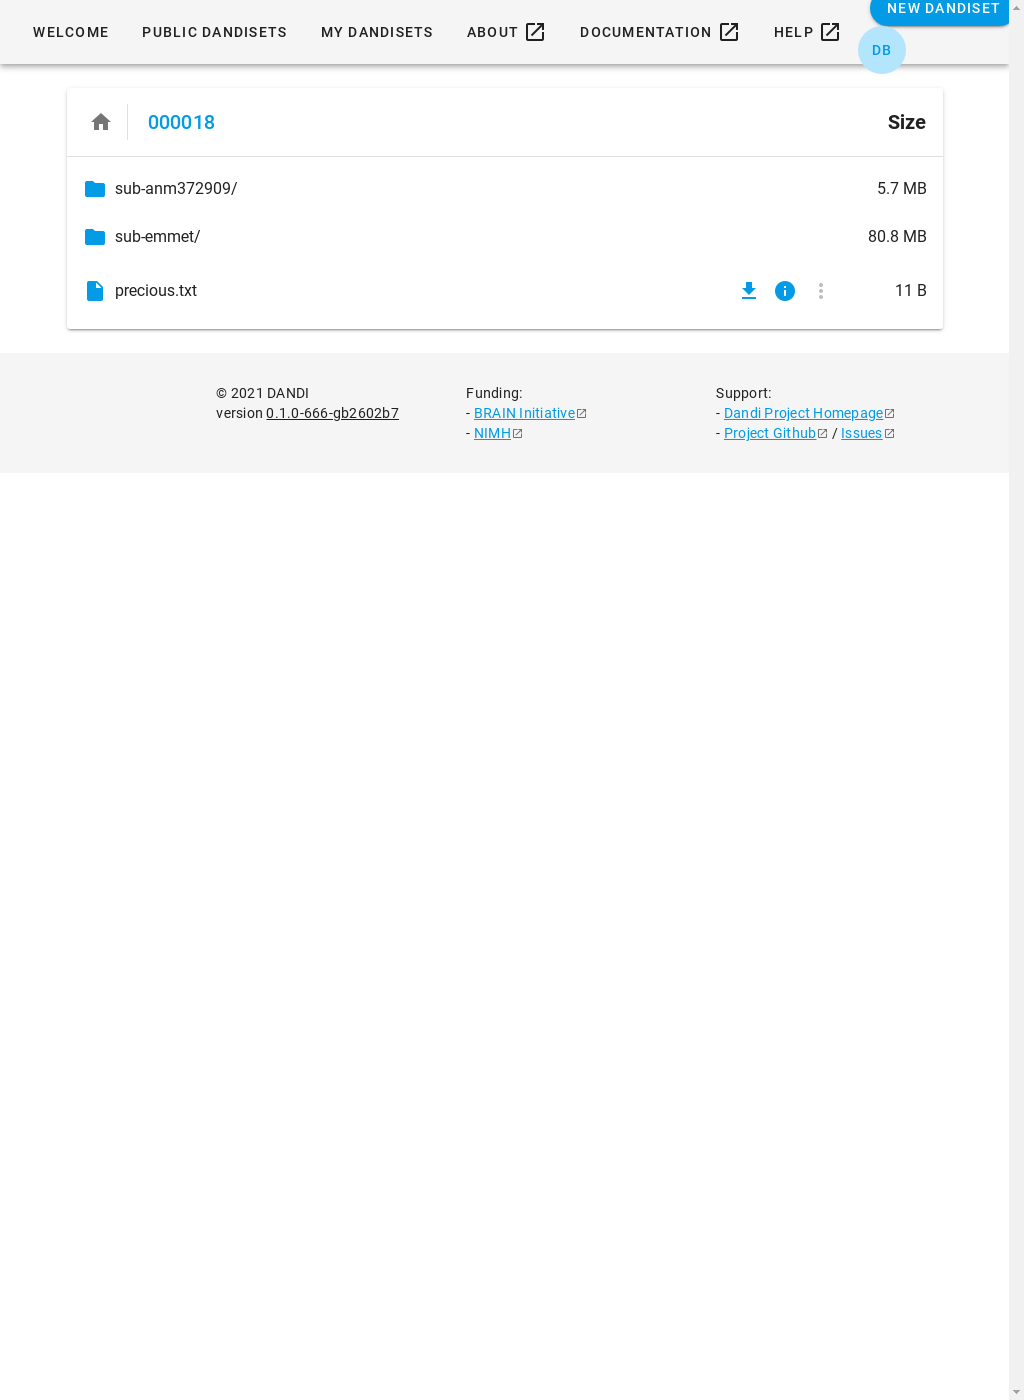 NEW DANDISET
WELCOME PUBLIC DANDISETS MY DANDISETS ABOUT DOCUMENTATION HELP
DB
000018 Size
sub-anm372909/ 5.7 MB
sub-emmet/ 80.8 MB
precious.txt 11 B
© 2021 DANDI
version 0.1.0-666-gb2602b7
Funding:
- BRAIN Initiative
- NIMH
Support:
- Dandi Project Homepage
- Project Github / Issues